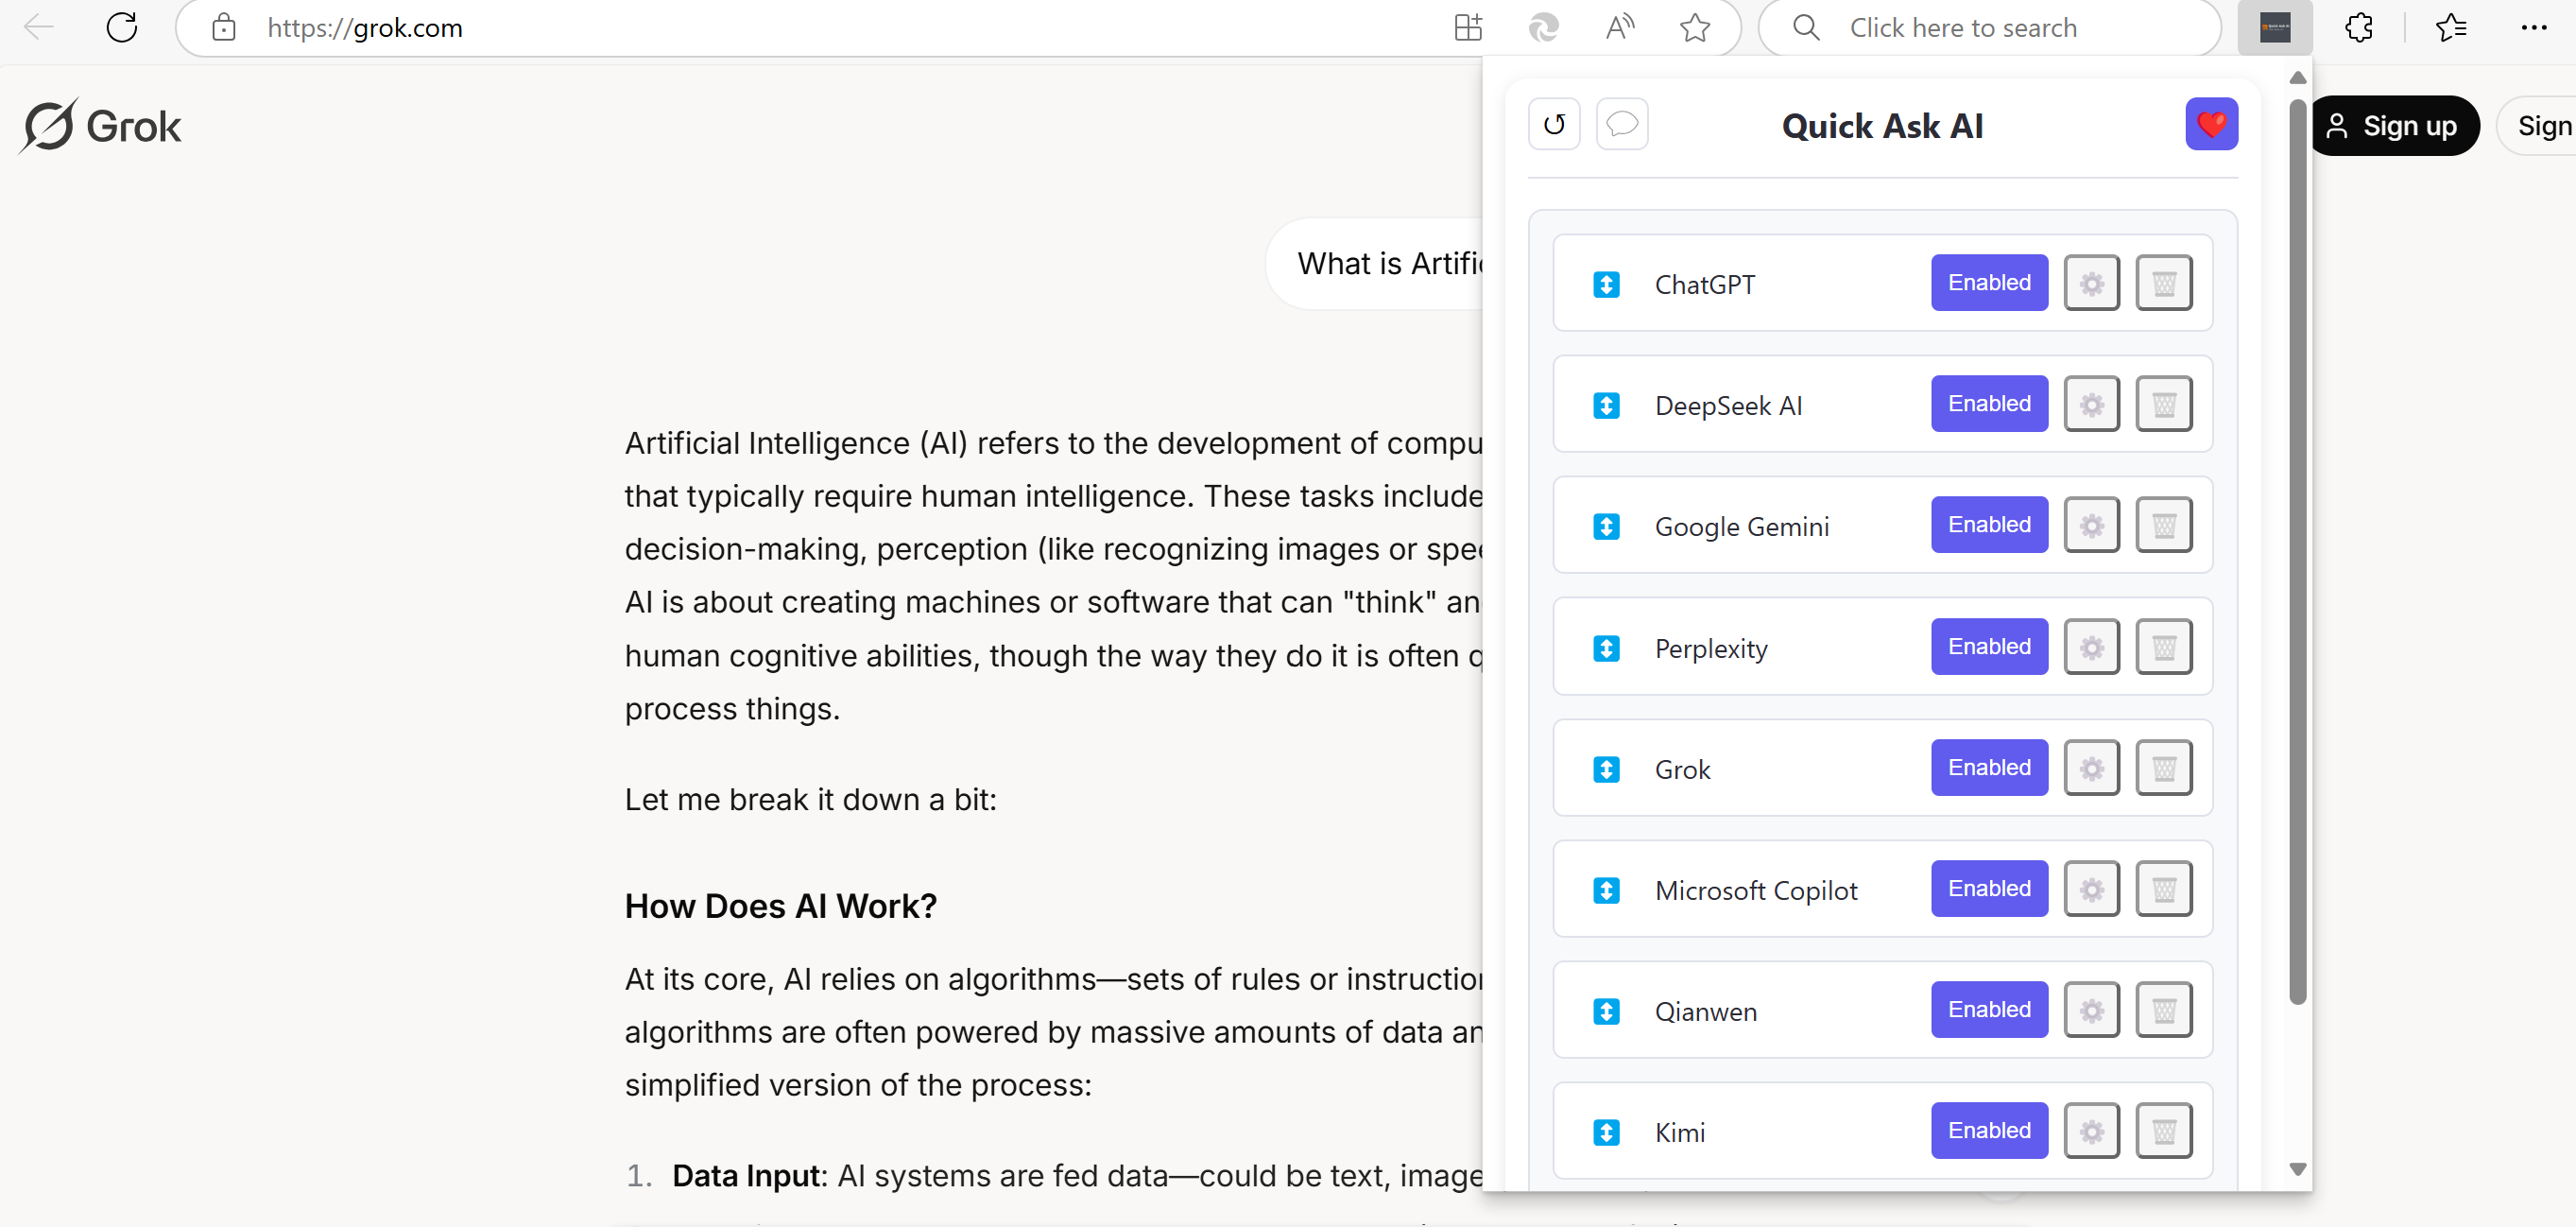 https://grok.com
Click here to search
Grok
Sign up
Sign
What is Artific
Artificial Intelligence (AI) refers to the development of compu
that typically require human intelligence. These tasks include
decision-making, perception (like recognizing images or spee
AI is about creating machines or software that can "think" an
human cognitive abilities, though the way they do it is often q
process things.
Let me break it down a bit:
How Does AI Work?
At its core, AI relies on algorithms—sets of rules or instruction
algorithms are often powered by massive amounts of data an
simplified version of the process:
1. Data Input: AI systems are fed data—could be text, image
Quick Ask AI
ChatGPT Enabled
DeepSeek AI Enabled
Google Gemini Enabled
Perplexity Enabled
Grok Enabled
Microsoft Copilot Enabled
Qianwen Enabled
Kimi Enabled